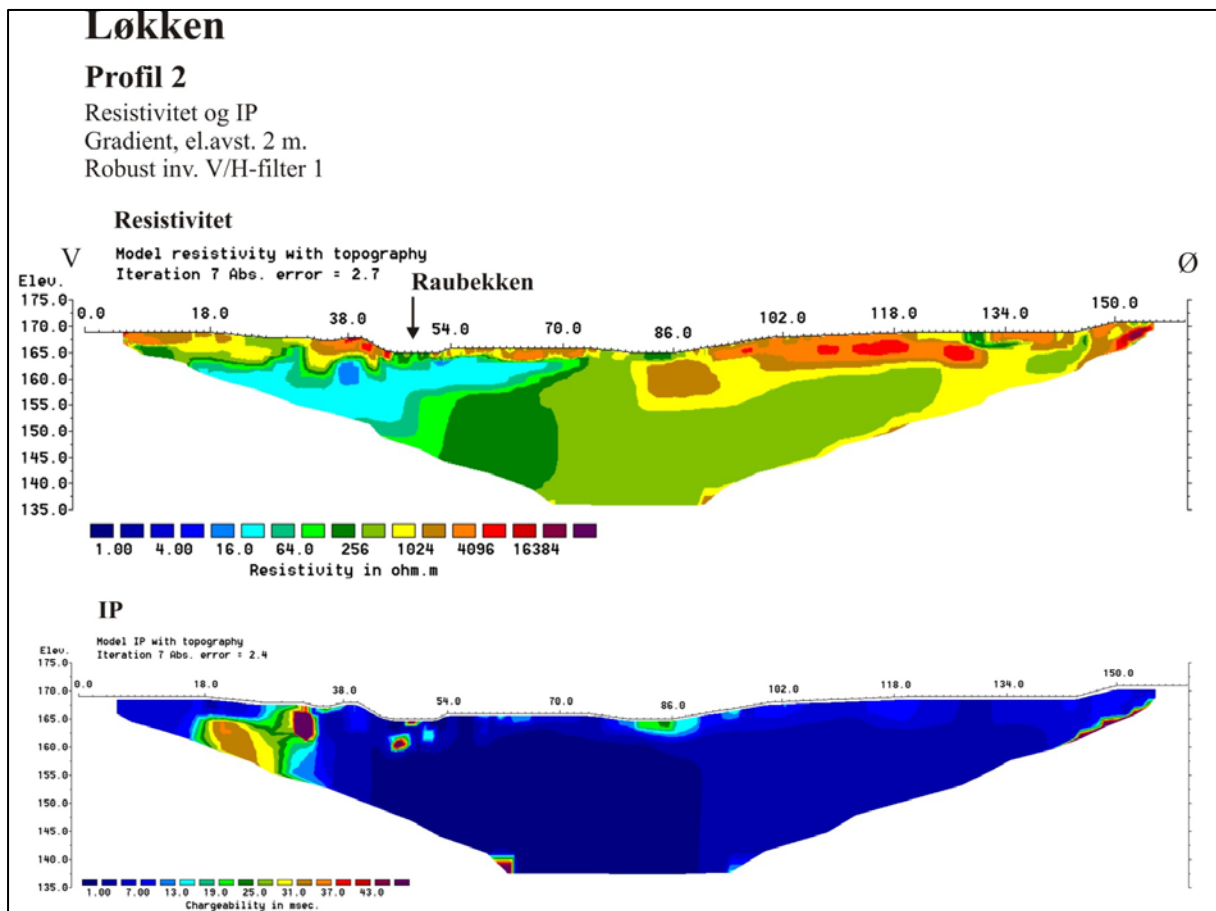 Løkken
Profil 2
Resistivitet og IP
Gradient, el.avst. 2 m.
Robust inv. V/H-filter 1
Resistivitet
V
Model resistivity with topography
Ø
Iteration 7 Abs. error = 2.7
Elev.
Raubekken
175.0
0.0 18.0 38.0 54.0 70.0 86.0 102.0 118.0 134.0 150.0
170.0
165.0
160.0
155.0
150.0
145.0
140.0
135.0
1.00 4.00 16.0 64.0 256 1024 4096 16384
Resistivity in ohm.m
IP
Model IP with topography
Elev.
Iteration 7 Abs. error = 2.4
175.0
0.0 18.0 38.0 54.0 70.0 86.0 102.0 118.0 134.0 150.0
170.0
165.0
160.0
155.0
150.0
145.0
140.0
135.0
1.00 7.00 13.0 19.0 25.0 31.0 37.0 43.0
Chargeability in msec.